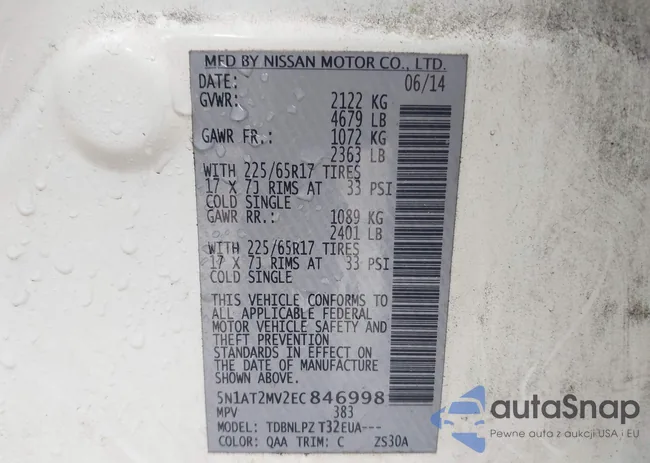 MFD BY NISSAN MOTOR CO., LTD.
DATE: 06/14
GVWR: 2122 KG
4679 LB
GAWR FR.: 1072 KG
2363 LB
WITH 225/65R17 TIRES
17 X 7J RIMS AT 33 PSI
COLD SINGLE
GAWR RR.: 1089 KG
2401 LB
WITH 225/65R17 TIRES
17 X 7J RIMS AT 33 PSI
COLD SINGLE
THIS VEHICLE CONFORMS TO
ALL APPLICABLE FEDERAL
MOTOR VEHICLE SAFETY AND
THEFT PREVENTION
STANDARDS IN EFFECT ON
THE DATE OF MANUFACTURE
SHOWN ABOVE.
5N1AT2MV2EC846998
MPV 383
MODEL: TDBNLPZ T32EUA---
COLOR: QAA TRIM: C ZS30A
autoSnap
Pewne auta z aukcji USA i EU